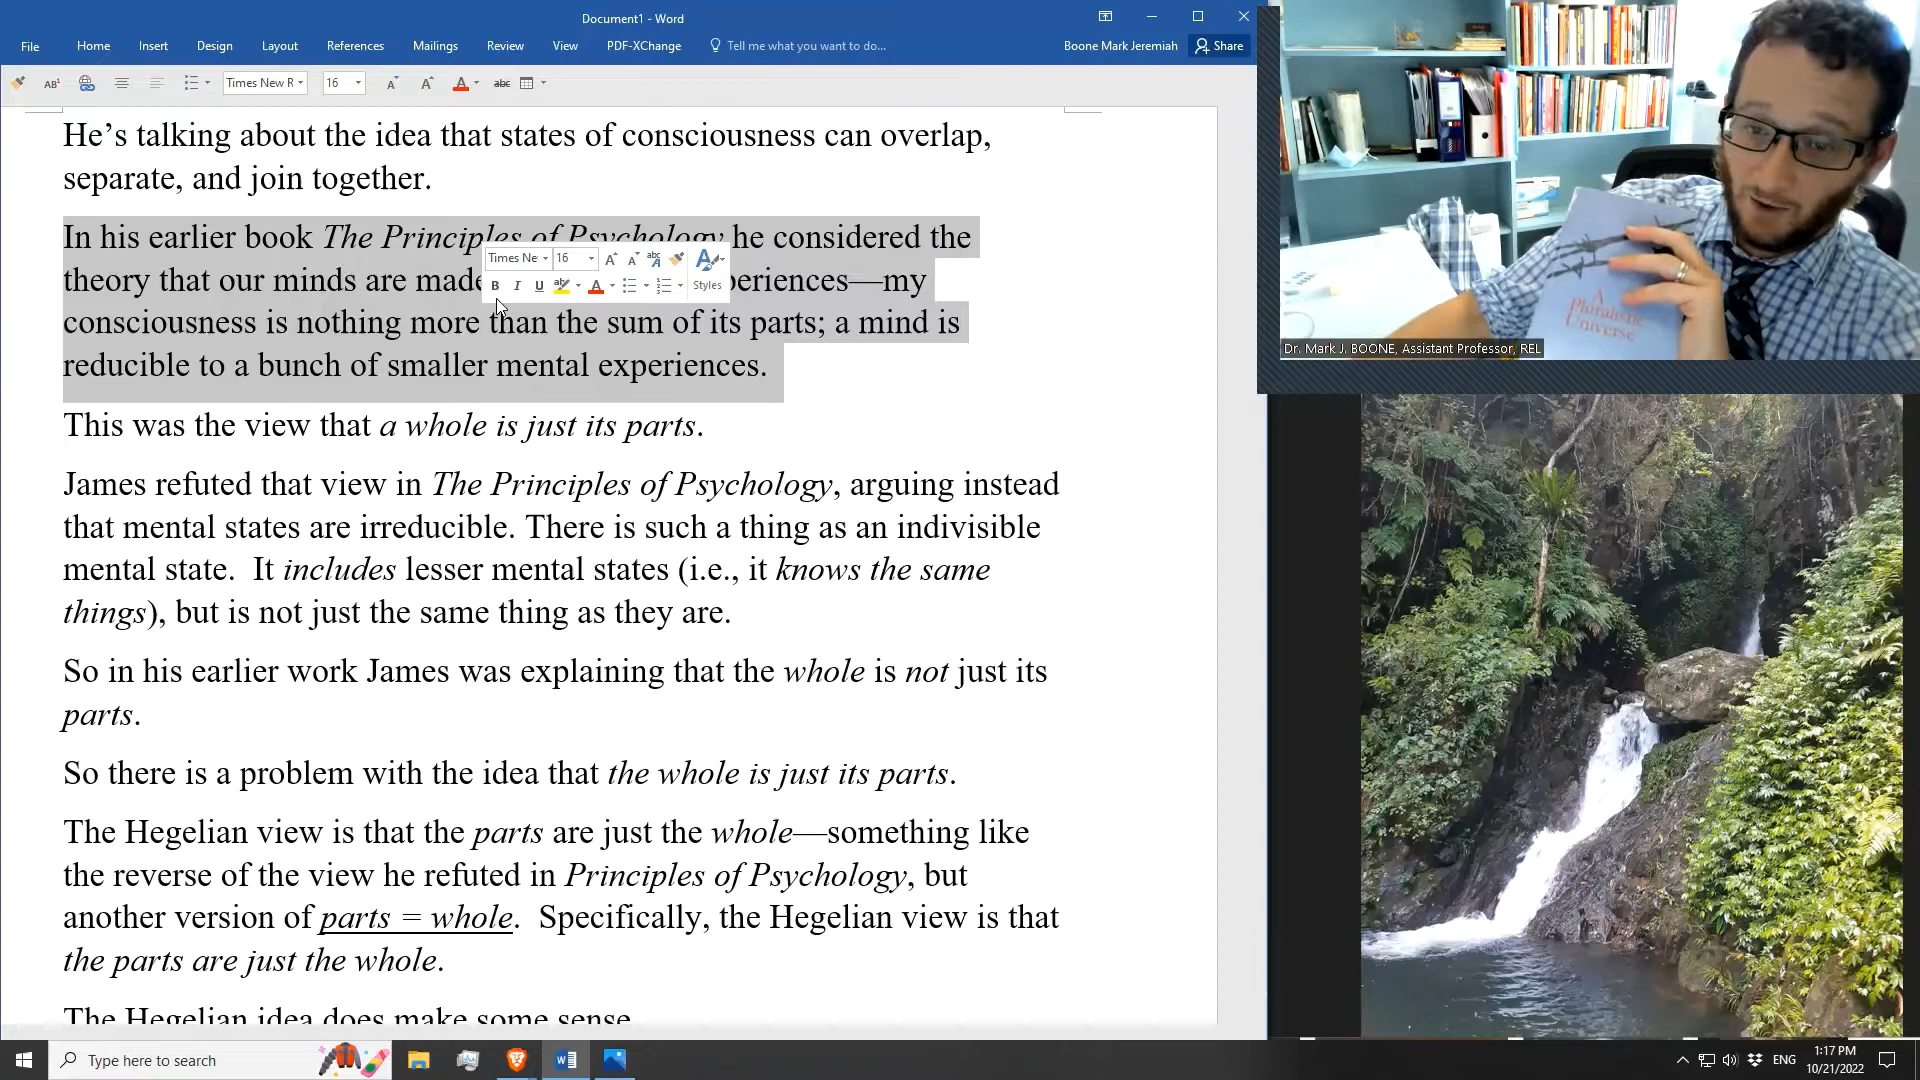 Document1 - Word
File Home Insert Design Layout References Mailings Review View PDF-XChange Tell me what you want to do... Boone Mark Jeremiah Share
AB¹ Times New R 16 A A A abc
He's talking about the idea that states of consciousness can overlap,
separate, and join together.
In his earlier book The Principles of Psychology he considered the
theory that our minds are made periences—my
Times Ne 16 A A abc A A
B I U ab A Styles
consciousness is nothing more than the sum of its parts; a mind is
reducible to a bunch of smaller mental experiences.
This was the view that a whole is just its parts.
James refuted that view in The Principles of Psychology, arguing instead
that mental states are irreducible. There is such a thing as an indivisible
mental state.  It includes lesser mental states (i.e., it knows the same
things), but is not just the same thing as they are.
So in his earlier work James was explaining that the whole is not just its
parts.
So there is a problem with the idea that the whole is just its parts.
The Hegelian view is that the parts are just the whole—something like
the reverse of the view he refuted in Principles of Psychology, but
another version of parts = whole.  Specifically, the Hegelian view is that
the parts are just the whole.
The Hegelian idea does make some sense
A
Pluralistic
Universe
Dr. Mark J. BOONE, Assistant Professor, REL
Type here to search
ENG
1:17 PM
10/21/2022